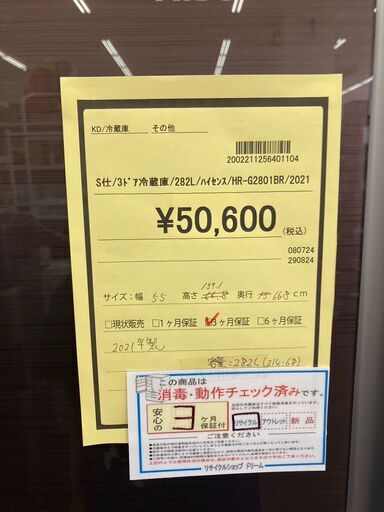 KD/冷蔵庫 その他
2002211256401104
S仕/3ﾄﾞｱ冷蔵庫/282L/ﾊｲｾﾝｽ/HR-G2801BR/2021
¥50,600
(税込)
080724
290824
159.1
サイズ:幅 55 高さ 奥行 cm
□現状販売 □1ヶ月保証 □3ヶ月保証 □6ヶ月保証
2021年製
容量:282L
この商品は
消毒・動作チェック済みです。
安心の 3 ヶ月保証付
リサイクル アウトレット 新品
ご注意ください
リサイクルショップ ドリーム